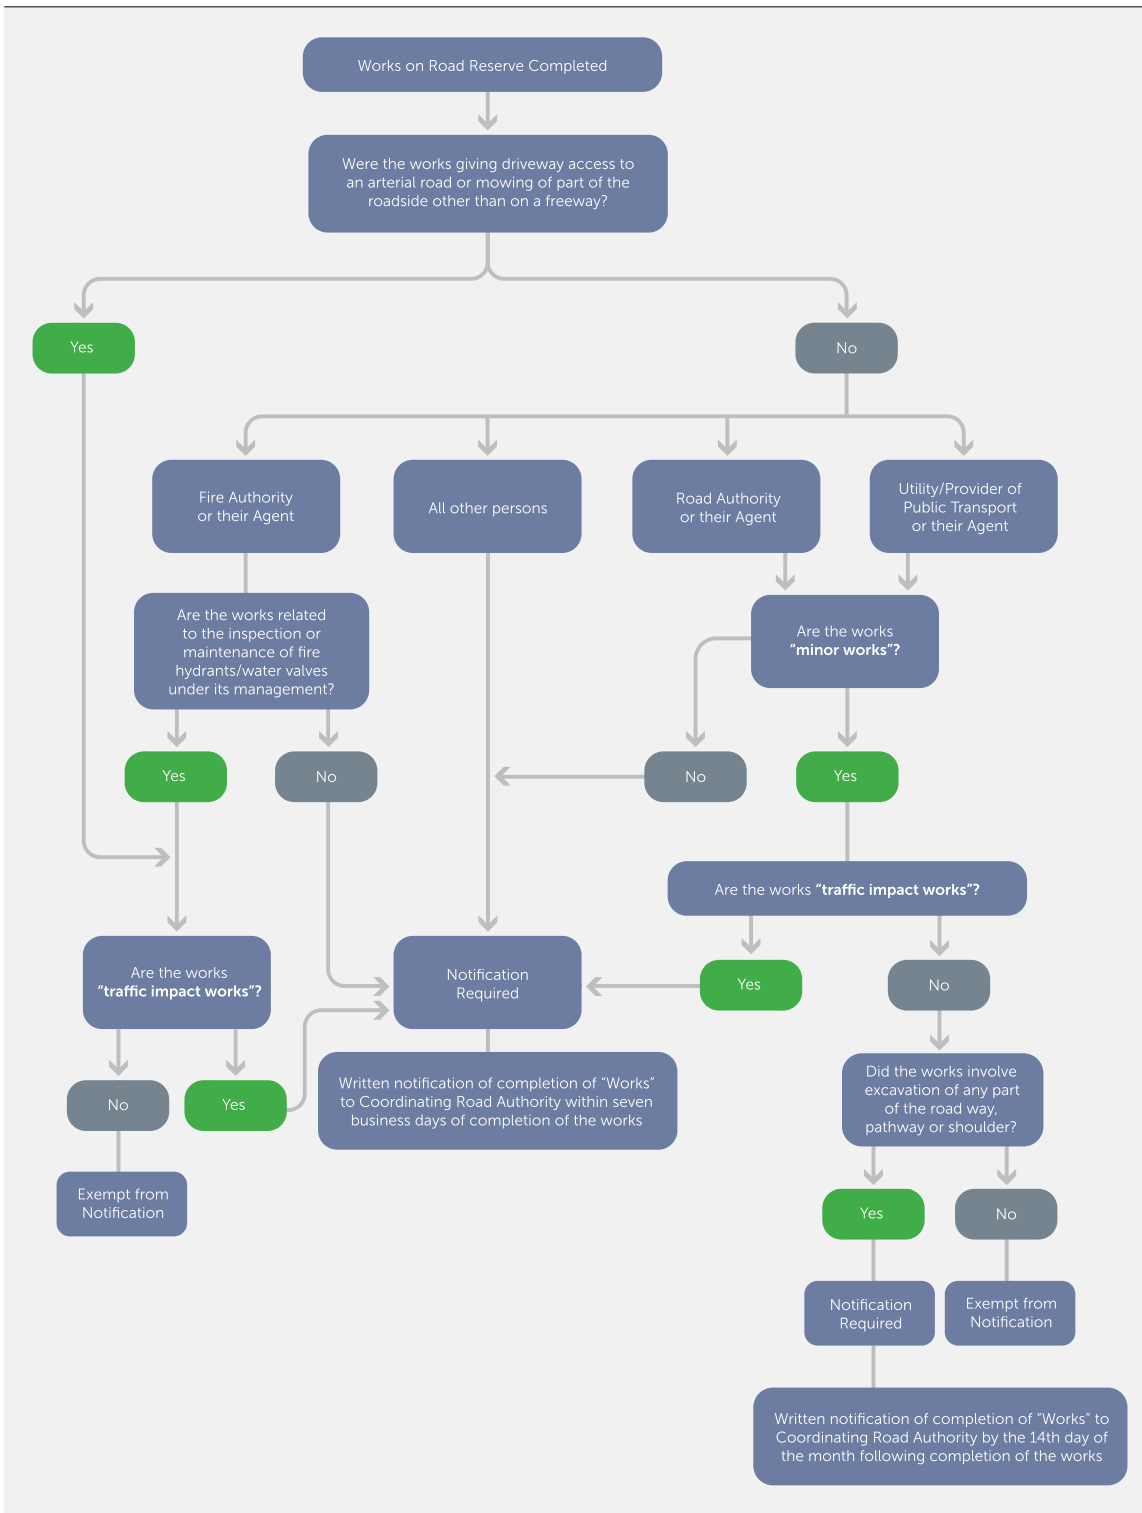 Works on Road Reserve Completed
Were the works giving driveway access to
an arterial road or mowing of part of the
roadside other than on a freeway?
Yes
No
Fire Authority
or their Agent
All other persons
Road Authority
or their Agent
Utility/Provider of
Public Transport
or their Agent
Are the works related
to the inspection or
maintenance of fire
hydrants/water valves
under its management?
Are the works
"minor works"?
Yes
No
No
Yes
Are the works "traffic impact works"?
Are the works
"traffic impact works"?
Notification
Required
Yes
No
No
Yes
Written notification of completion of "Works"
to Coordinating Road Authority within seven
business days of completion of the works
Did the works involve
excavation of any part
of the road way,
pathway or shoulder?
Exempt from
Notification
Yes
No
Notification
Required
Exempt from
Notification
Written notification of completion of "Works" to
Coordinating Road Authority by the 14th day of
the month following completion of the works